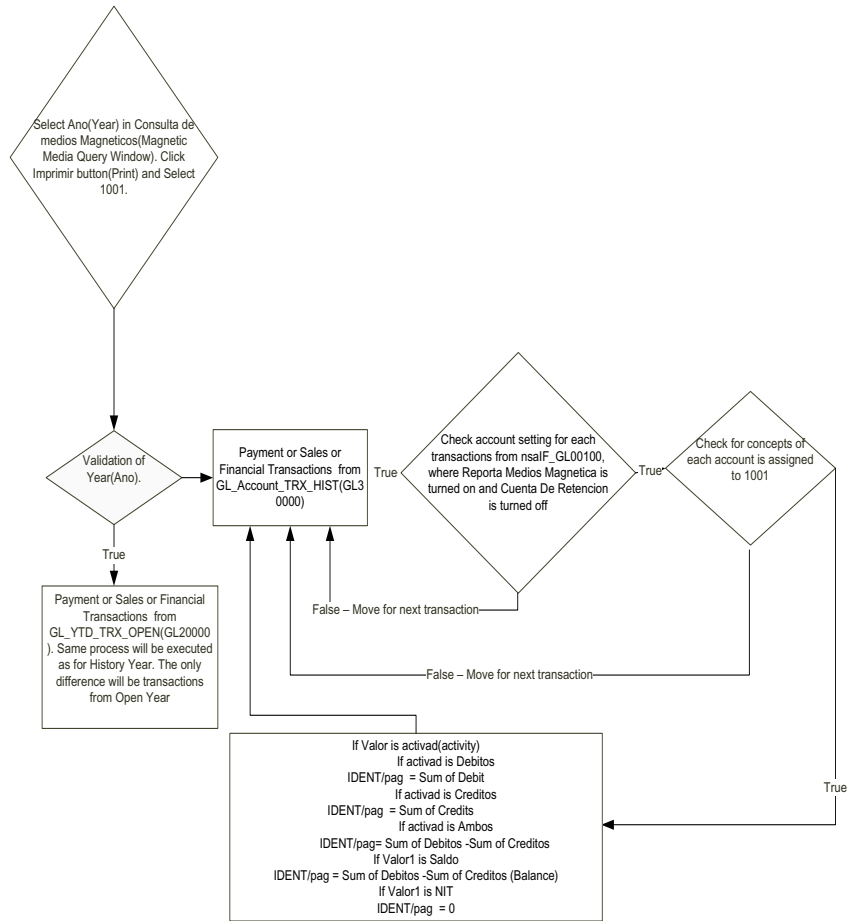 Select Ano(Year) in Consulta de
medios Magneticos(Magnetic
Media Query Window). Click
Imprimir button(Print) and Select
1001.
Validation of
Year(Ano).
Payment or Sales or
Financial Transactions from
GL_Account_TRX_HIST(GL3
0000)
True
Check account setting for each
transactions from nsaIF_GL00100,
where Reporta Medios Magnetica is
turned on and Cuenta De Retencion
is turned off
True
Check for concepts of
each account is assigned
to 1001
True
Payment or Sales or Financial
Transactions from
GL_YTD_TRX_OPEN(GL20000
). Same process will be executed
as for History Year. The only
difference will be transactions
from Open Year
False – Move for next transaction
False – Move for next transaction
If Valor is activad(activity)
If activad is Debitos
IDENT/pag = Sum of Debit
If activad is Creditos
IDENT/pag = Sum of Credits
If activad is Ambos
IDENT/pag= Sum of Debitos -Sum of Creditos
If Valor1 is Saldo
IDENT/pag = Sum of Debitos -Sum of Creditos (Balance)
If Valor1 is NIT
IDENT/pag = 0
True